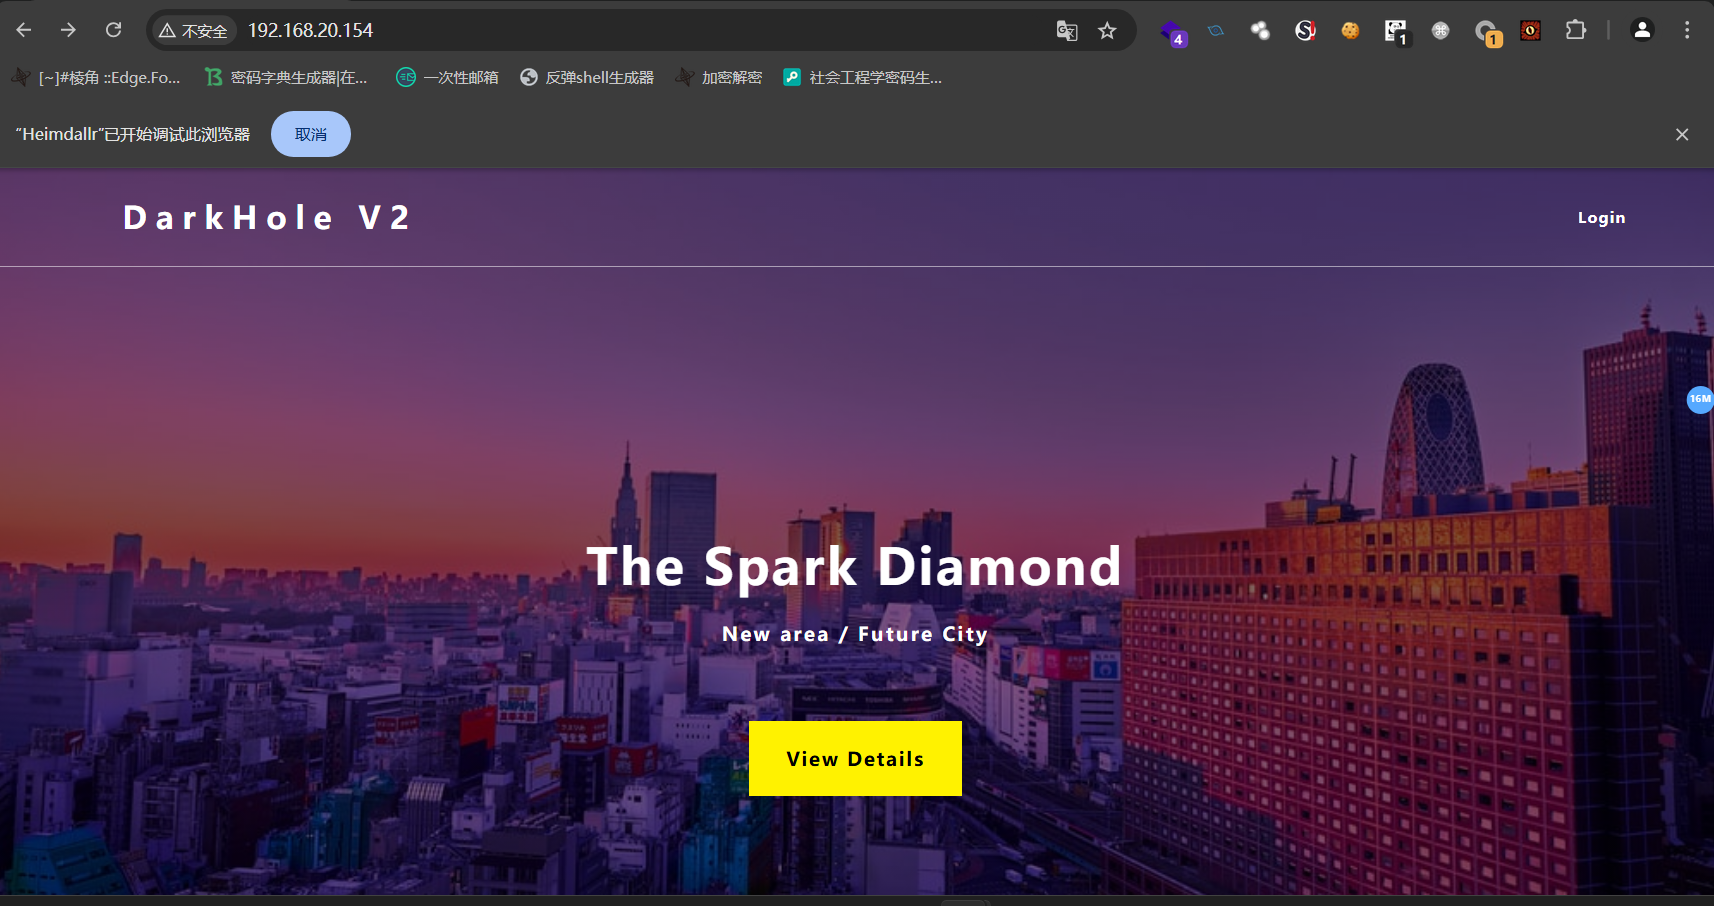 不安全 192.168.20.154
4
1
1
[~]#棱角 ::Edge.Fo... 密码字典生成器|在... 一次性邮箱 反弹shell生成器 加密解密 社会工程学密码生...
“Heimdallr”已开始调试此浏览器 取消
DarkHole V2 Login
16M
The Spark Diamond
New area / Future City
View Details